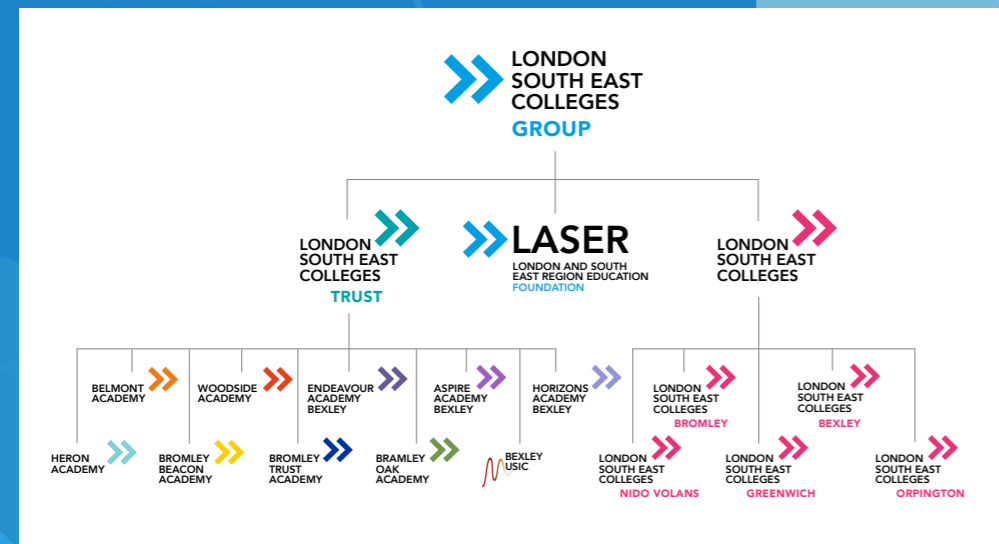 LONDON
SOUTH EAST
COLLEGES
GROUP
LONDON
SOUTH EAST
COLLEGES
TRUST
LASER
LONDON AND SOUTH
EAST REGION EDUCATION
FOUNDATION
LONDON
SOUTH EAST
COLLEGES
BELMONT
ACADEMY
WOODSIDE
ACADEMY
ENDEAVOUR
ACADEMY
BEXLEY
ASPIRE
ACADEMY
BEXLEY
HORIZONS
ACADEMY
BEXLEY
LONDON
SOUTH EAST
COLLEGES
BROMLEY
LONDON
SOUTH EAST
COLLEGES
BEXLEY
HERON
ACADEMY
BROMLEY
BEACON
ACADEMY
BROMLEY
TRUST
ACADEMY
BRAMLEY
OAK
ACADEMY
BEXLEY
MUSIC
LONDON
SOUTH EAST
COLLEGES
NIDO VOLANS
LONDON
SOUTH EAST
COLLEGES
GREENWICH
LONDON
SOUTH EAST
COLLEGES
ORPINGTON